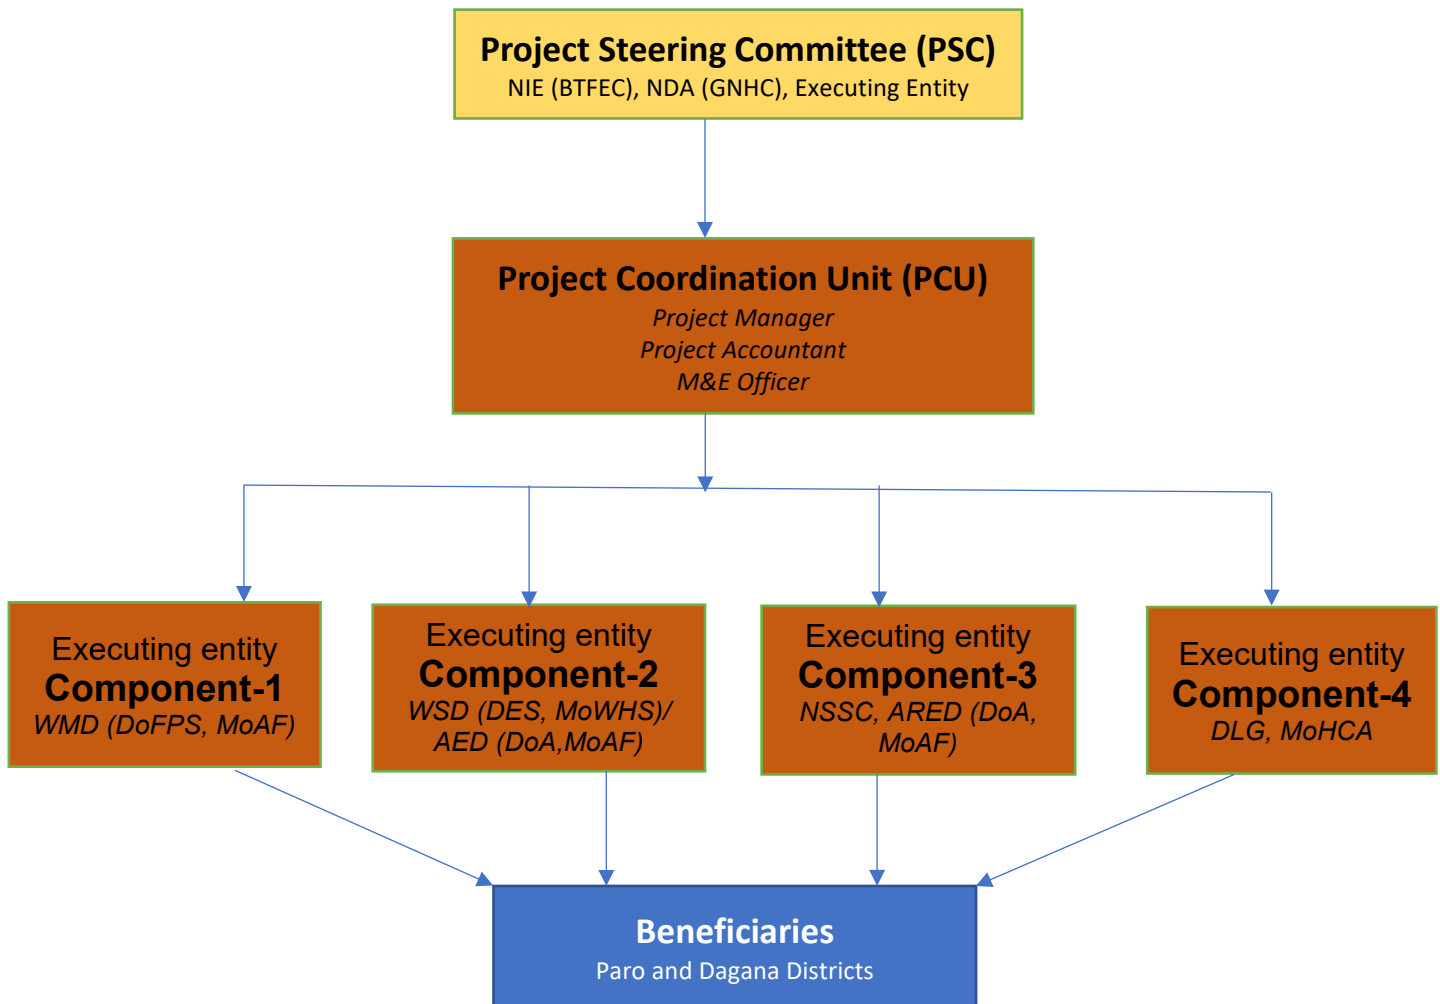 Project Steering Committee (PSC)
NIE (BTFEC), NDA (GNHC), Executing Entity
Project Coordination Unit (PCU)
Project Manager
Project Accountant
M&E Officer
Executing entity
Component-1
WMD (DoFPS, MoAF)
Executing entity
Component-2
WSD (DES, MoWHS)/
AED (DoA,MoAF)
Executing entity
Component-3
NSSC, ARED (DoA,
MoAF)
Executing entity
Component-4
DLG, MoHCA
Beneficiaries
Paro and Dagana Districts